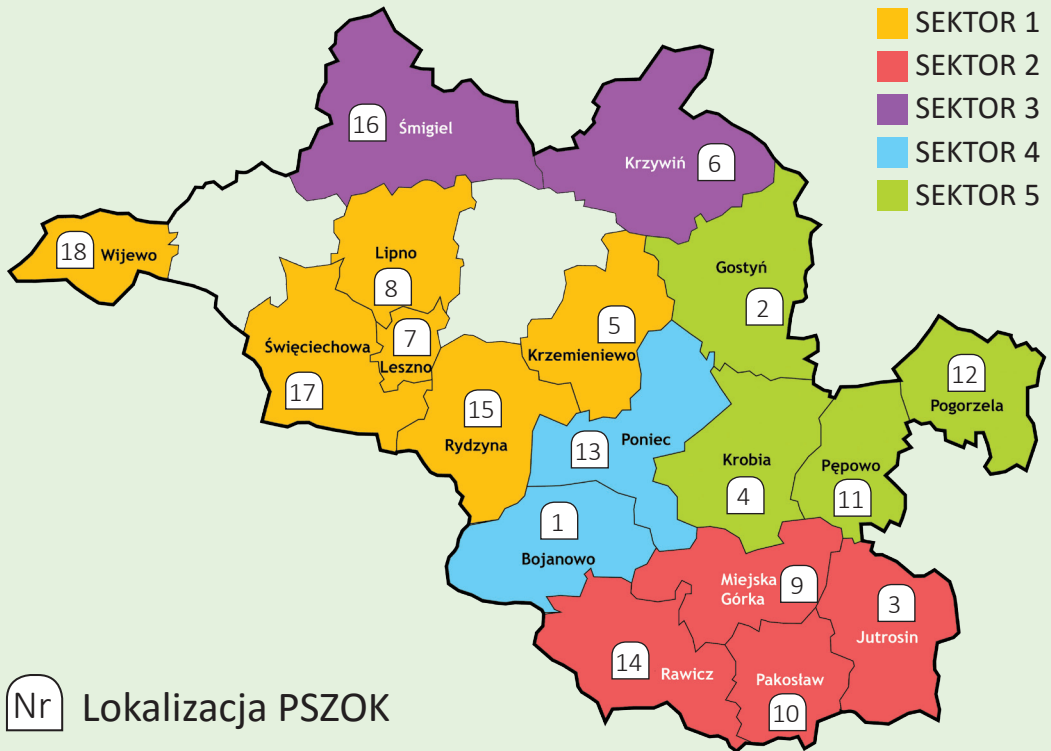 SEKTOR 1
SEKTOR 2
SEKTOR 3
SEKTOR 4
SEKTOR 5
16 Śmigiel
Krzywiń 6
18 Wijewo
Lipno
8
Gostyń
2
7
Leszno
5
Krzemieniewo
Święciechowa
17
12
Pogorzela
15
Rydzyna
Poniec
13
Krobia
4
Pępowo
11
1
Bojanowo
Miejska
Górka
9
3
Jutrosin
14 Rawicz
Pakosław
10
Nr Lokalizacja PSZOK